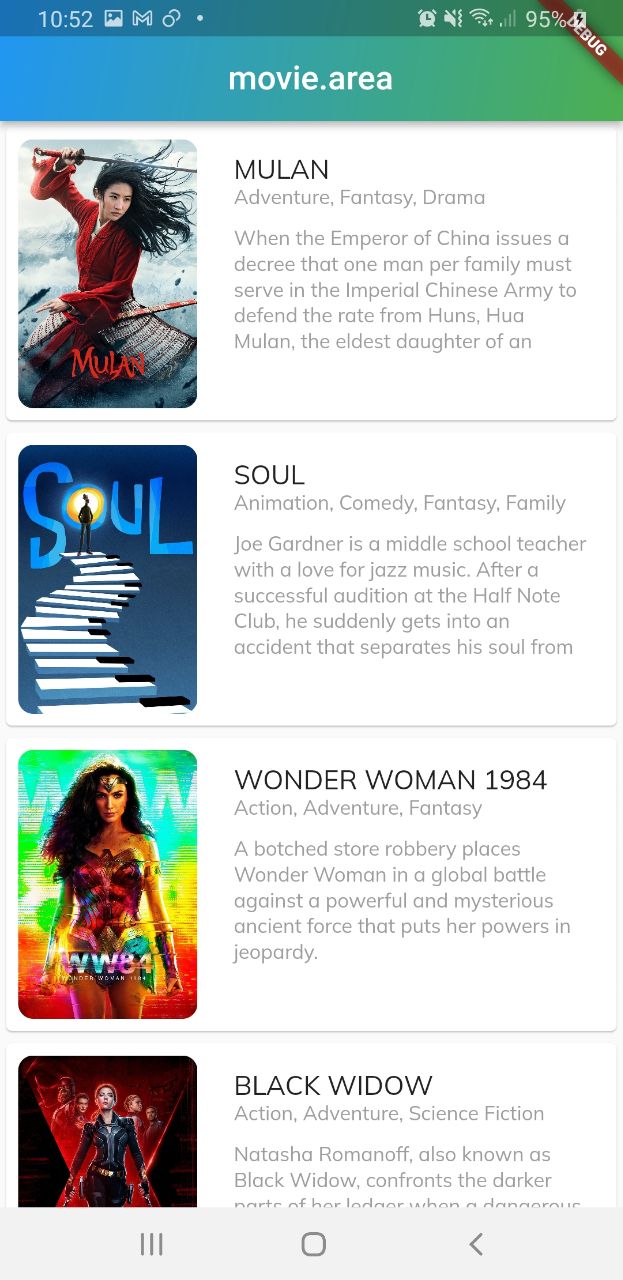 10:52
95%
DEBUG
movie.area
MULAN
MULAN
Adventure, Fantasy, Drama
When the Emperor of China issues a
decree that one man per family must
serve in the Imperial Chinese Army to
defend the rate from Huns, Hua
Mulan, the eldest daughter of an
SOUL
SOUL
Animation, Comedy, Fantasy, Family
Joe Gardner is a middle school teacher
with a love for jazz music. After a
successful audition at the Half Note
Club, he suddenly gets into an
accident that separates his soul from
WW84
WONDER WOMAN 1984
WONDER WOMAN 1984
Action, Adventure, Fantasy
A botched store robbery places
Wonder Woman in a global battle
against a powerful and mysterious
ancient force that puts her powers in
jeopardy.
BLACK WIDOW
Action, Adventure, Science Fiction
Natasha Romanoff, also known as
Black Widow, confronts the darker
parts of her ledger when a dangerous